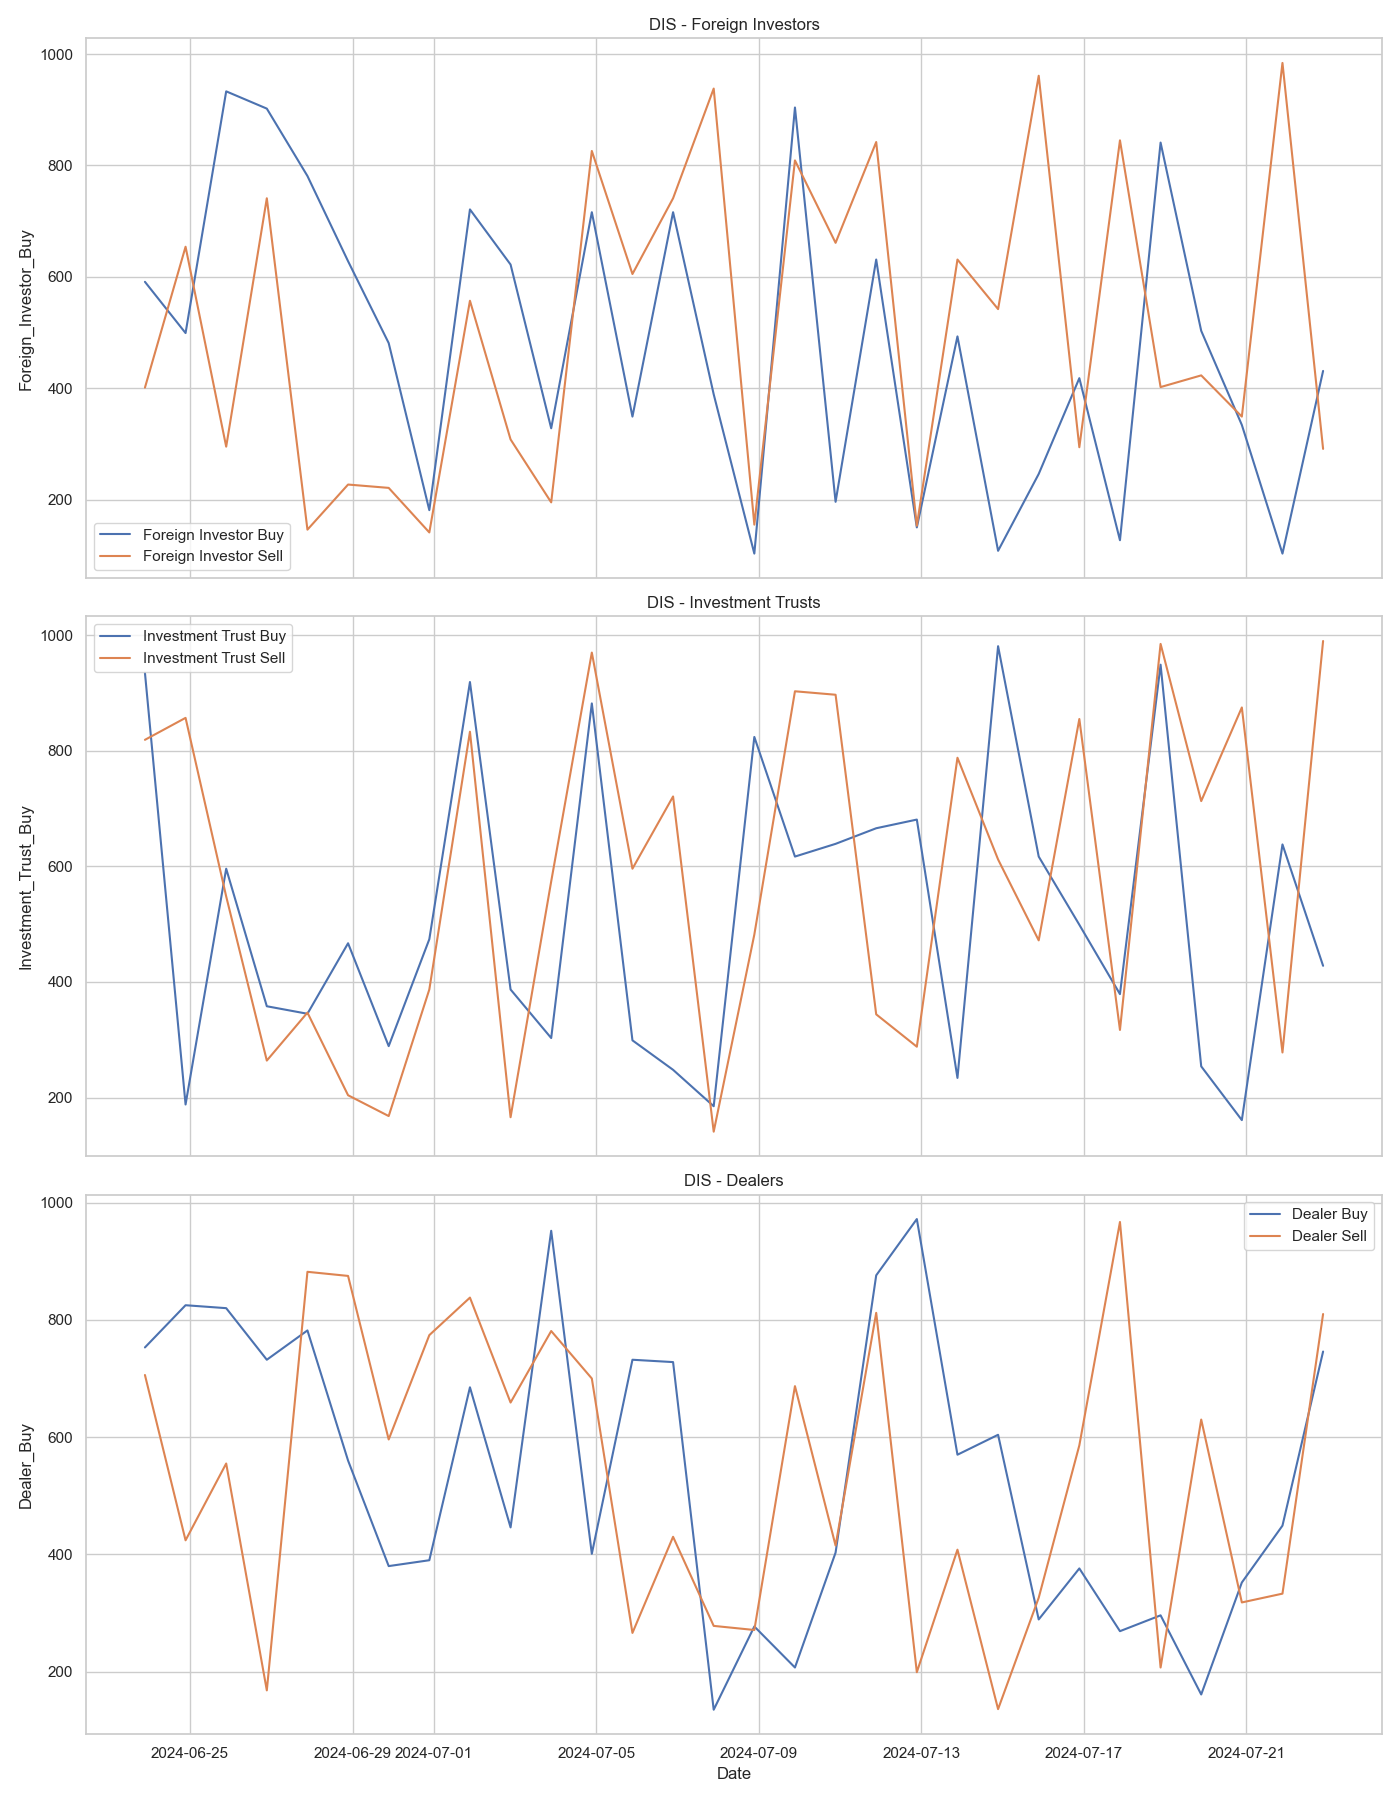 DIS - Foreign Investors
Foreign_Investor_Buy
1000
800
600
400
200
Foreign Investor Buy
Foreign Investor Sell
DIS - Investment Trusts
Investment_Trust_Buy
1000
800
600
400
200
Investment Trust Buy
Investment Trust Sell
DIS - Dealers
Dealer_Buy
1000
800
600
400
200
Dealer Buy
Dealer Sell
2024-06-25 2024-06-29 2024-07-01 2024-07-05 2024-07-09 2024-07-13 2024-07-17 2024-07-21
Date